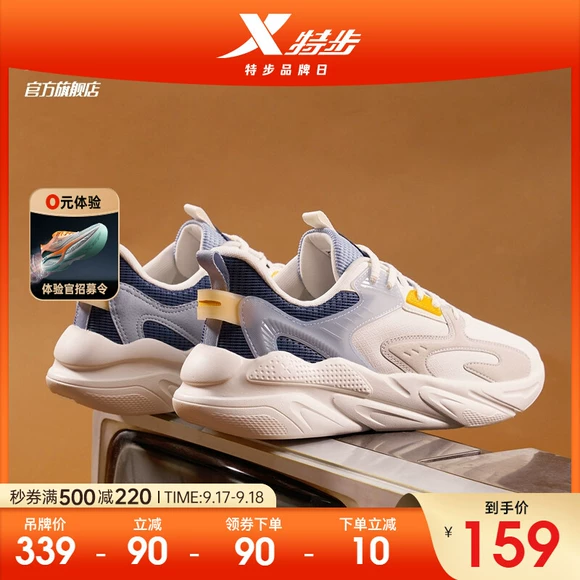 X 特步
特步品牌日
官方旗舰店
0元体验
体验官招募令
秒券满500减220 | TIME:9.17-9.18
吊牌价 立减 领券下单 下单立减
339 - 90 - 90 - 10
到手价
¥159